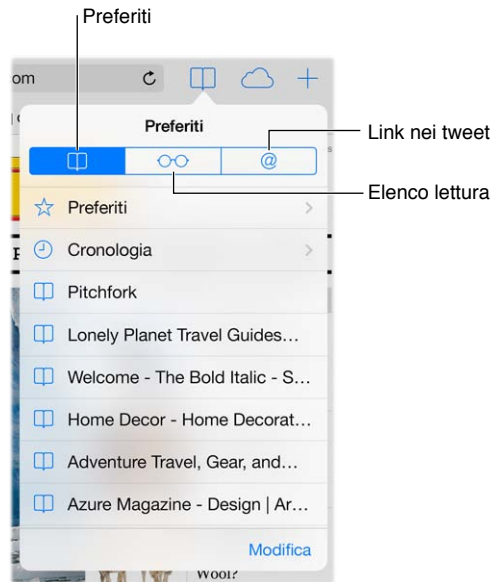 Preferiti
om
Preferiti
Link nei tweet
@
Elenco lettura
Preferiti
Cronologia
Pitchfork
Lonely Planet Travel Guides…
Welcome - The Bold Italic - S…
Home Decor - Home Decorat…
Adventure Travel, Gear, and…
Azure Magazine - Design | Ar…
Modifica
Wool?